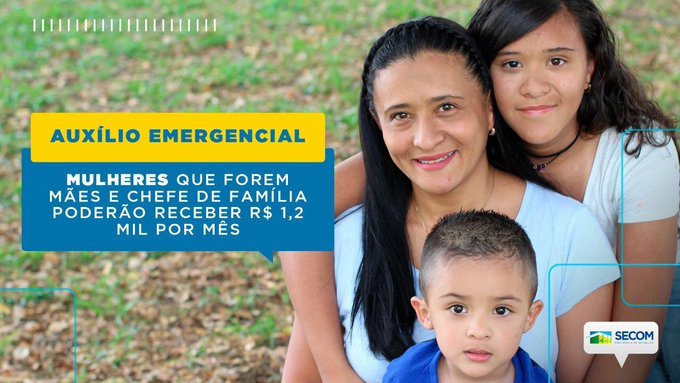 AUXÍLIO EMERGENCIAL
MULHERES QUE FOREM
MÃES E CHEFE DE FAMÍLIA
PODERÃO RECEBER R$ 1,2
MIL POR MÊS
SECOM